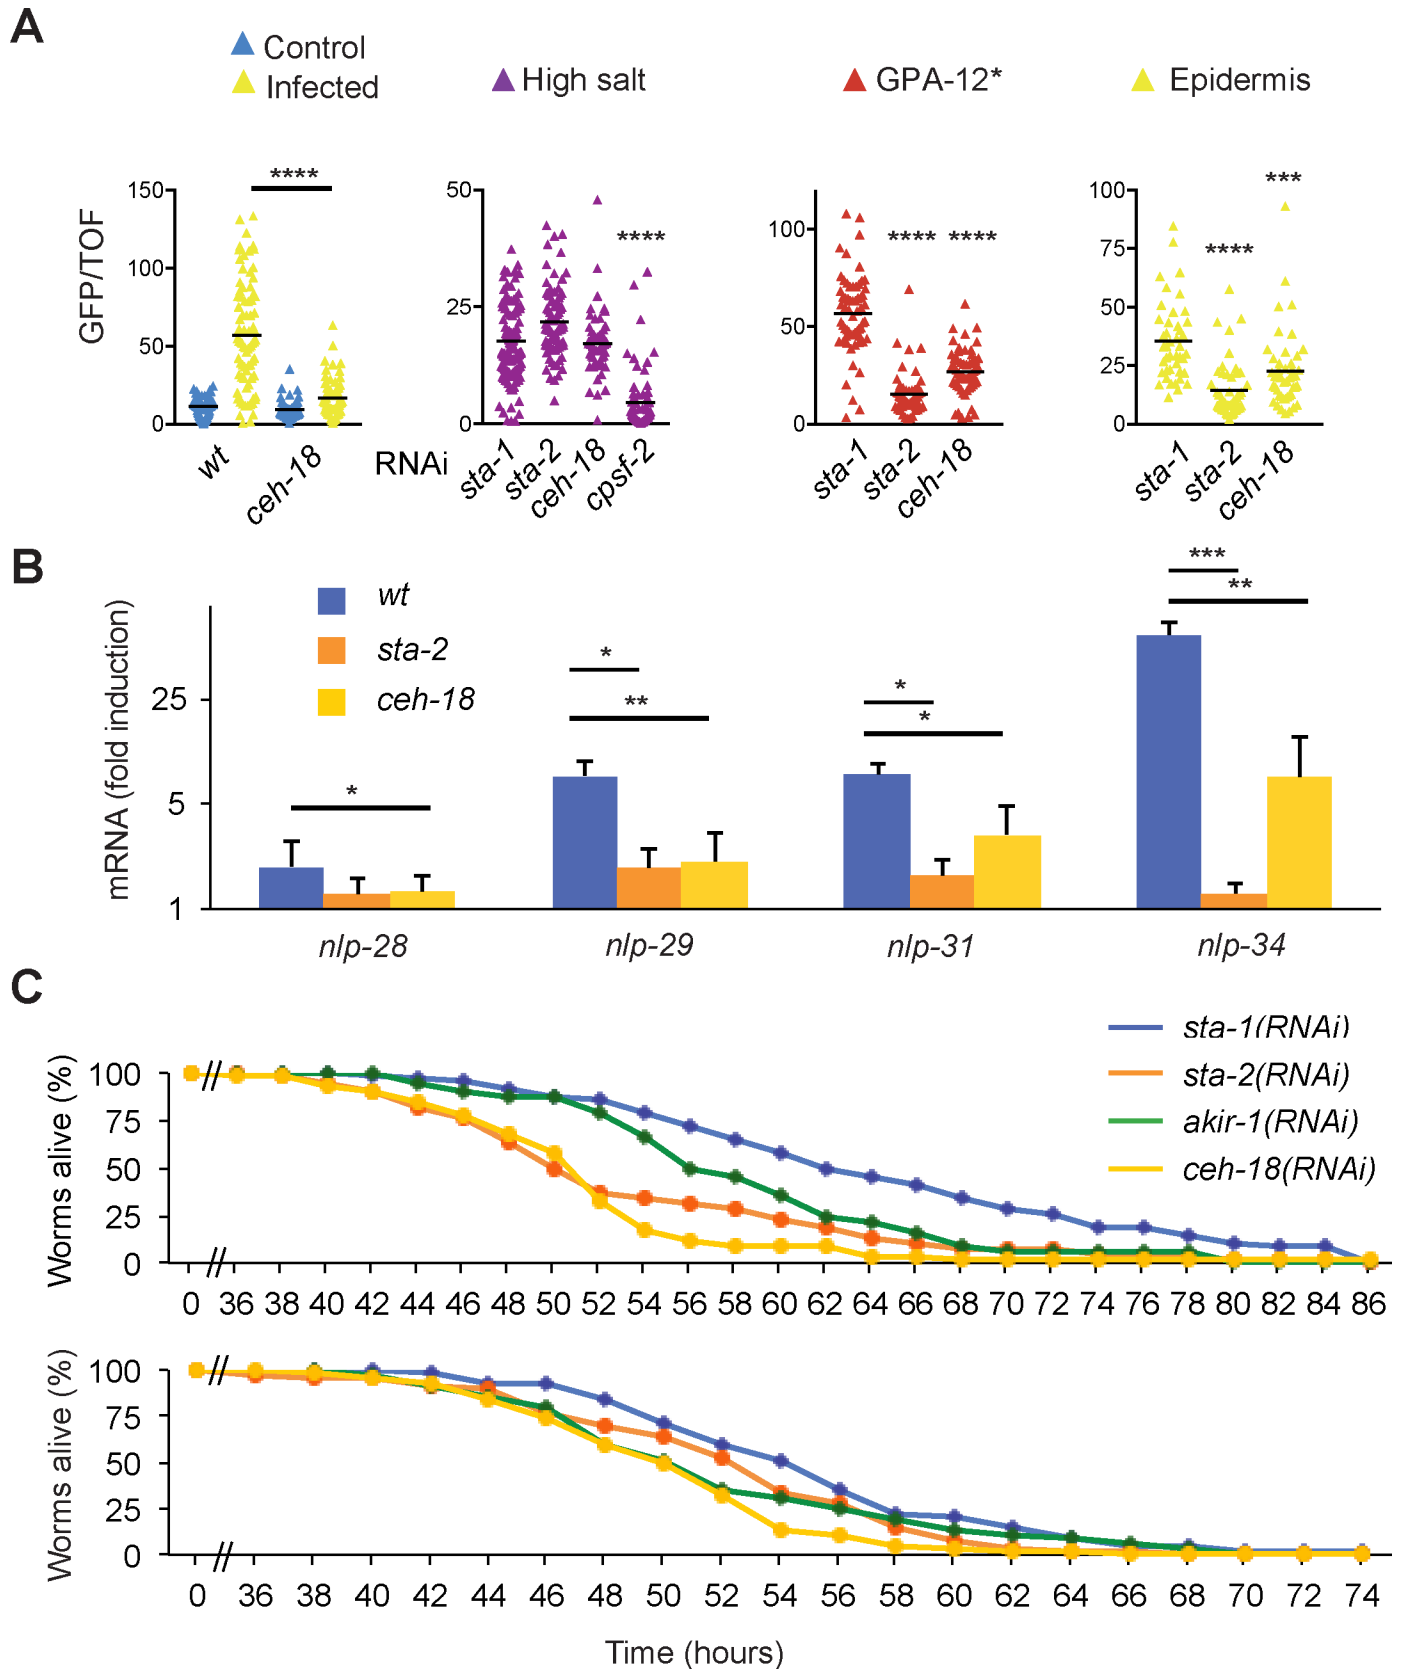 A
Control
Infected
High salt
GPA-12*
Epidermis
GFP/TOF
150
100
50
0
****
wt
ceh-18
RNAi
50
25
0
****
sta-1
sta-2
ceh-18
cpsf-2
100
50
0
**** ****
sta-1
sta-2
ceh-18
100
75
50
25
0
****
***
sta-1
sta-2
ceh-18
B
mRNA (fold induction)
25
5
1
wt
sta-2
ceh-18
*
*
**
*
*
***
**
nlp-28
nlp-29
nlp-31
nlp-34
C
sta-1(RNAi)
sta-2(RNAi)
akir-1(RNAi)
ceh-18(RNAi)
Worms alive (%)
100
75
50
25
0
0 36 38 40 42 44 46 48 50 52 54 56 58 60 62 64 66 68 70 72 74 76 78 80 82 84 86
Worms alive (%)
100
75
50
25
0
0 36 38 40 42 44 46 48 50 52 54 56 58 60 62 64 66 68 70 72 74
Time (hours)